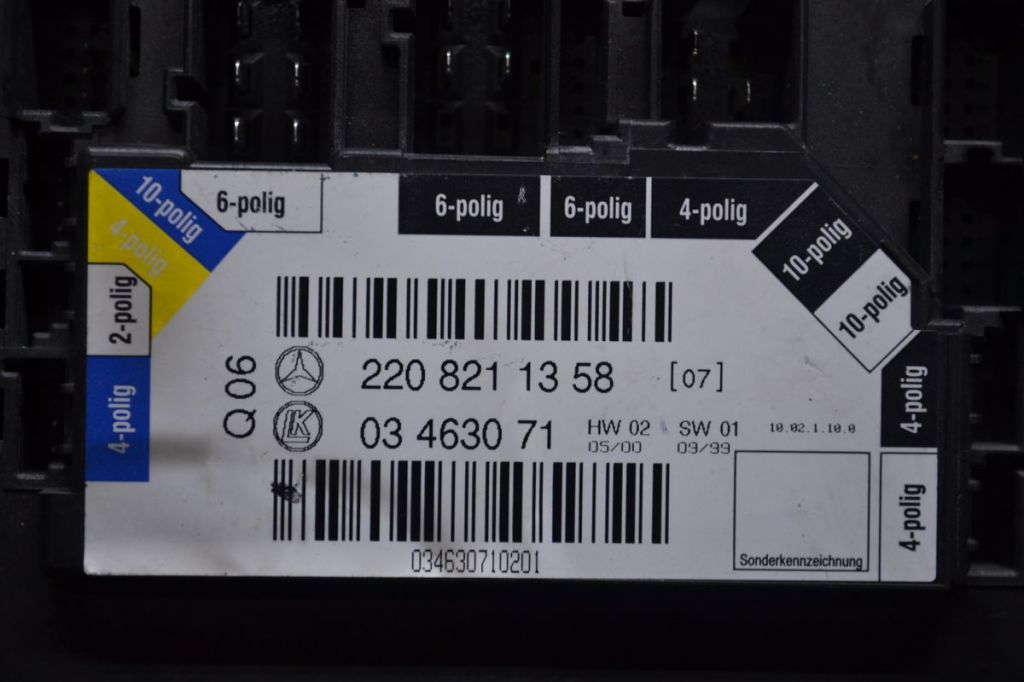 10-polig
6-polig
6-polig
6-polig
4-polig
4-polig
10-polig
10-polig
2-polig
4-polig
Q 06
220 821 13 58 [07]
LK
03 4630 71 HW 02 SW 01 10.02.1.10.0
05/00 09/99
4-polig
034630710201
Sonderkennzeichnung
4-polig